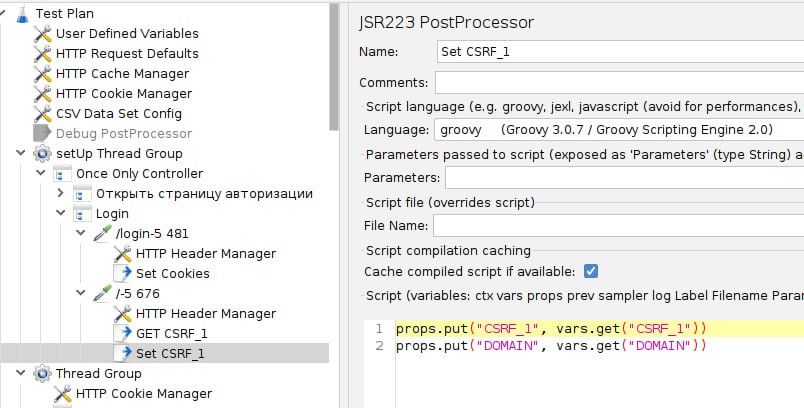 Test Plan
User Defined Variables
HTTP Request Defaults
HTTP Cache Manager
HTTP Cookie Manager
CSV Data Set Config
Debug PostProcessor
setUp Thread Group
Once Only Controller
Открыть страницу авторизации
Login
/login-5 481
HTTP Header Manager
Set Cookies
/-5 676
HTTP Header Manager
GET CSRF_1
Set CSRF_1
Thread Group
HTTP Cookie Manager
JSR223 PostProcessor
Name: Set CSRF_1
Comments:
Script language (e.g. groovy, jexl, javascript (avoid for performances),
Language: groovy (Groovy 3.0.7 / Groovy Scripting Engine 2.0)
Parameters passed to script (exposed as 'Parameters' (type String) a
Parameters:
Script file (overrides script)
File Name:
Script compilation caching
Cache compiled script if available:
Script (variables: ctx vars props prev sampler log Label Filename Para
1 props.put("CSRF_1", vars.get("CSRF_1"))
2 props.put("DOMAIN", vars.get("DOMAIN"))